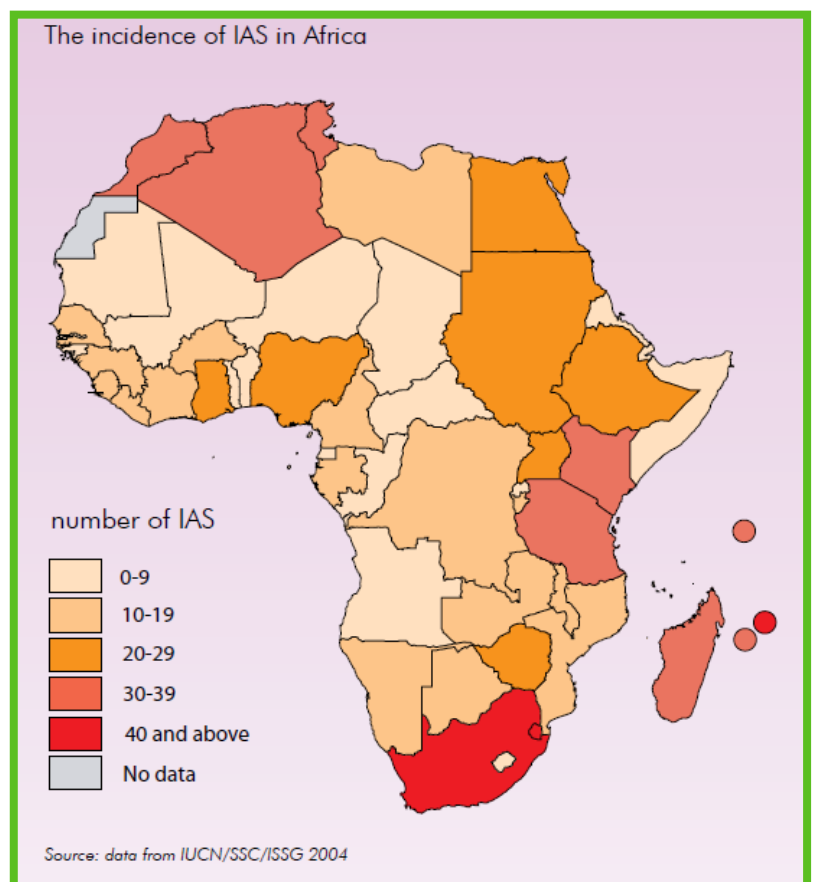 The incidence of IAS in Africa
number of IAS
0-9
10-19
20-29
30-39
40 and above
No data
Source: data from IUCN/SSC/ISSG 2004